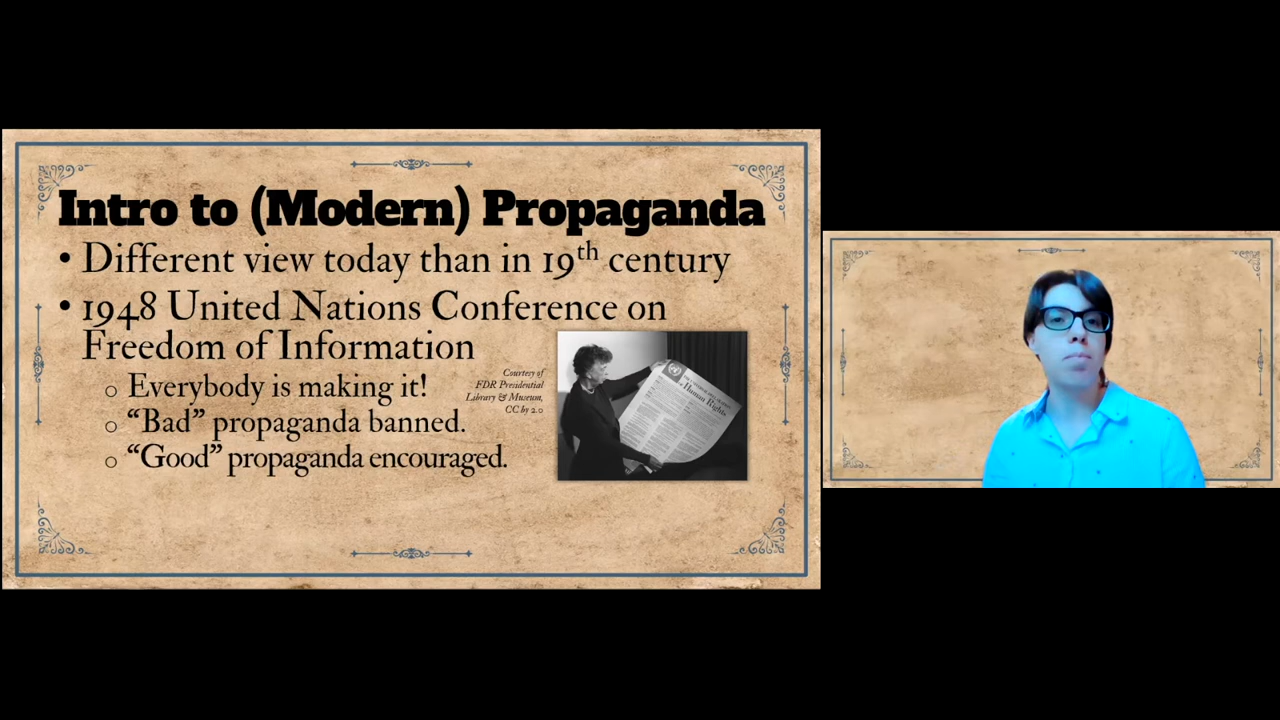 Intro to (Modern) Propaganda
• Different view today than in 19th century
• 1948 United Nations Conference on
Freedom of Information
o Everybody is making it!
o “Bad” propaganda banned.
o “Good” propaganda encouraged.
Courtesy of
FDR Presidential
Library & Museum,
CC by 2.0
Human Rights